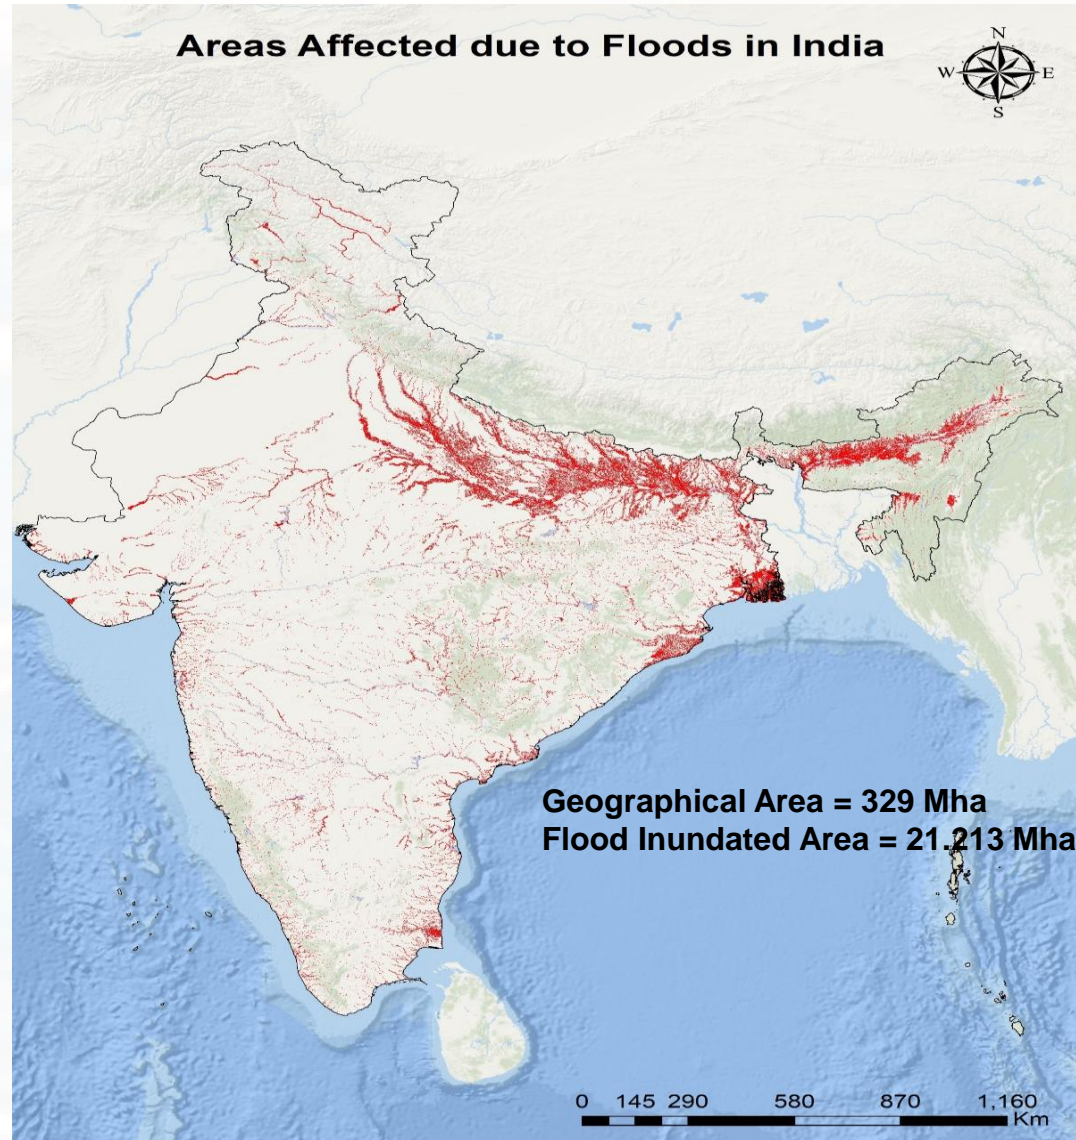 Areas Affected due to Floods in India
N
W E
S
Geographical Area = 329 Mha
Flood Inundated Area = 21.213 Mha
0 145 290 580 870 1,160
Km